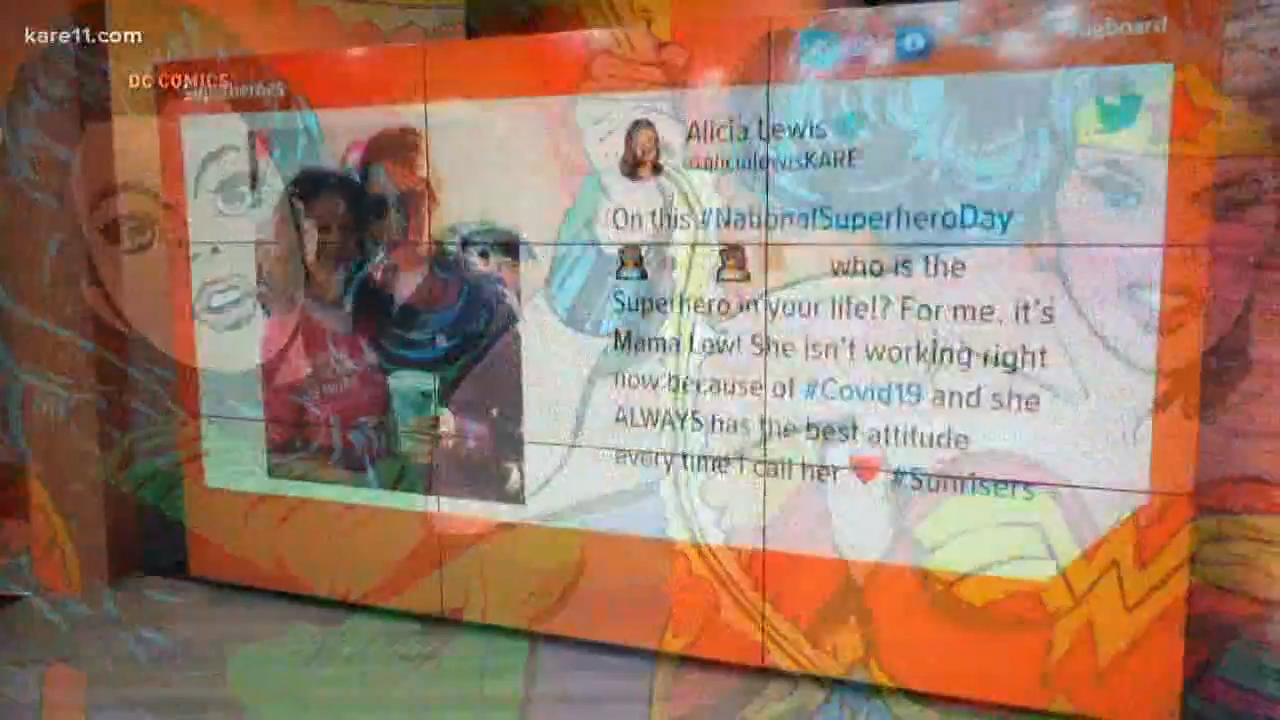 kare11.com
DC COMICS
Superheroes
Alicia Lewis
@alicialewisKARE
On this #NationalSuperheroDay
who is the
Superhero in your life!? For me, it's
Mama Lew! She isn't working right
now because of #Covid19 and she
ALWAYS has the best attitude
every time I call her ❤ #Sunrisers